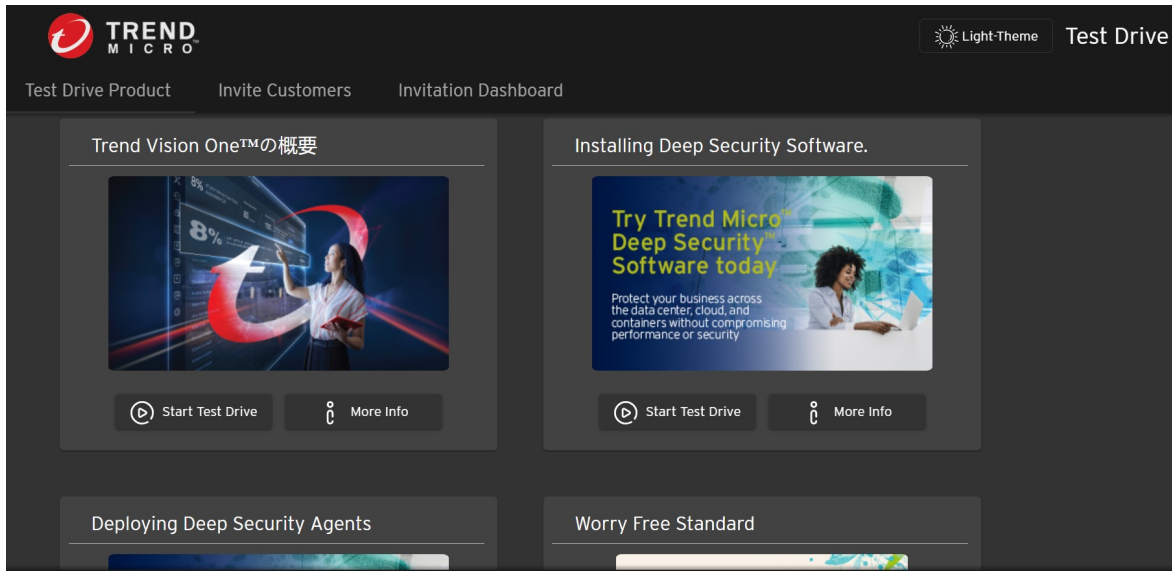 TREND
MICRO™
Light-Theme
Test Drive
Test Drive Product
Invite Customers
Invitation Dashboard
Trend Vision One™の概要
8%
8%
Start Test Drive
More Info
Installing Deep Security Software.
Try Trend Micro™
Deep Security™
Software today
Protect your business across
the data center, cloud, and
containers without compromising
performance or security
Start Test Drive
More Info
Deploying Deep Security Agents
Worry Free Standard